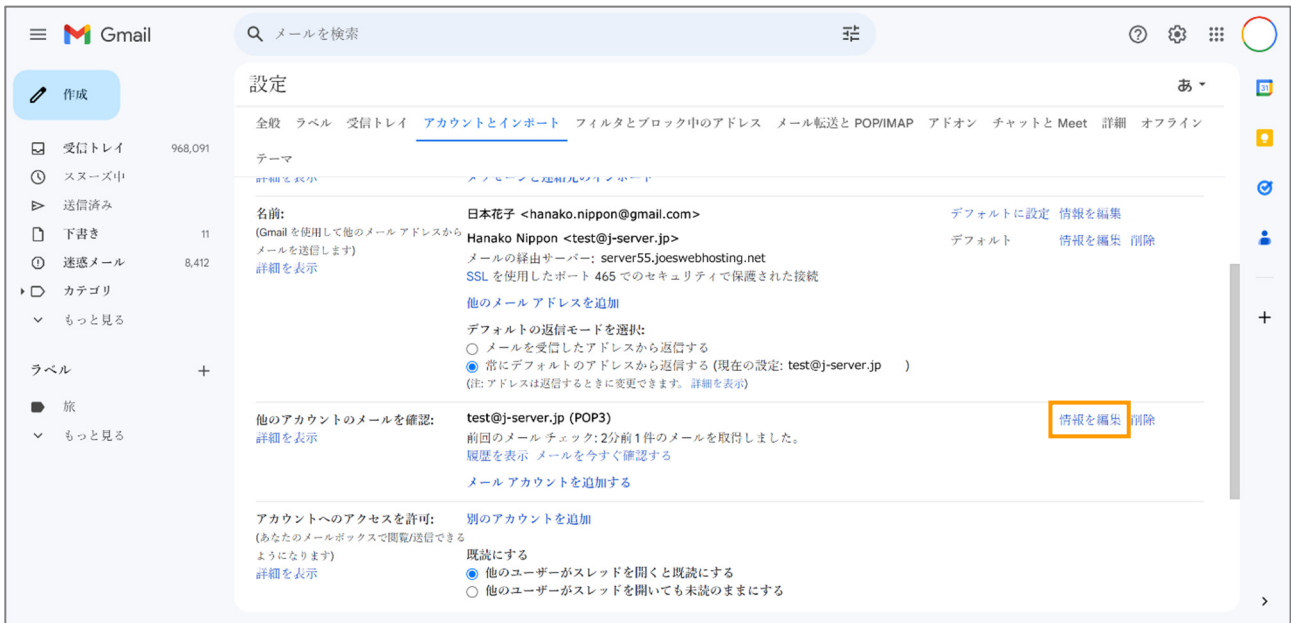 Gmail
メールを検索
作成
受信トレイ 968,091
スヌーズ中
送信済み
下書き 11
迷惑メール 8,412
カテゴリ
もっと見る
ラベル
旅
もっと見る
設定
あ
全般 ラベル 受信トレイ アカウントとインポート フィルタとブロック中のアドレス メール転送と POP/IMAP アドオン チャットと Meet 詳細 オフライン
テーマ
詳細を表示 メッセージと連絡先のインポート
名前:
(Gmail を使用して他のメール アドレスから
メールを送信します)
詳細を表示
日本花子 <hanako.nippon@gmail.com> デフォルトに設定 情報を編集
Hanako Nippon <test@j-server.jp> デフォルト 情報を編集 削除
メールの経由サーバー: server55.joeswebhosting.net
SSL を使用したポート 465 でのセキュリティで保護された接続
他のメール アドレスを追加
デフォルトの返信モードを選択:
メールを受信したアドレスから返信する
常にデフォルトのアドレスから返信する (現在の設定: test@j-server.jp )
(注: アドレスは返信するときに変更できます。 詳細を表示)
他のアカウントのメールを確認:
詳細を表示
test@j-server.jp (POP3) 情報を編集 削除
前回のメール チェック: 2分前 1 件のメールを取得しました。
履歴を表示 メールを今すぐ確認する
メール アカウントを追加する
アカウントへのアクセスを許可:
(あなたのメールボックスで閲覧/送信できる
ようになります)
詳細を表示
別のアカウントを追加
既読にする
他のユーザーがスレッドを開くと既読にする
他のユーザーがスレッドを開いても未読のままにする
31